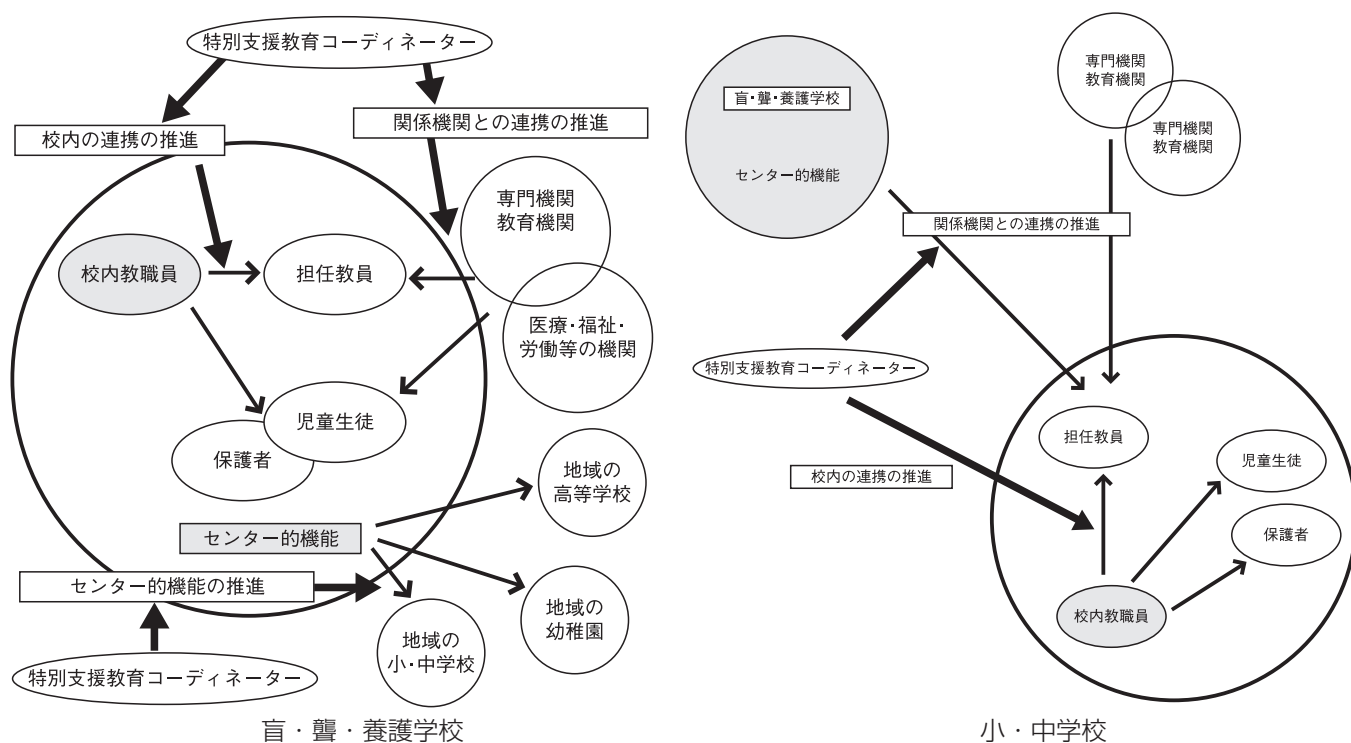 特別支援教育コーディネーター
校内の連携の推進
関係機関との連携の推進
専門機関
教育機関
校内教職員
担任教員
医療・福祉・
労働等の機関
児童生徒
保護者
地域の
高等学校
センター的機能
センター的機能の推進
地域の
幼稚園
地域の
小・中学校
特別支援教育コーディネーター
盲・聾・養護学校
専門機関
教育機関
盲・聾・養護学校
専門機関
教育機関
センター的機能
関係機関との連携の推進
特別支援教育コーディネーター
担任教員
児童生徒
校内の連携の推進
保護者
校内教職員
小・中学校